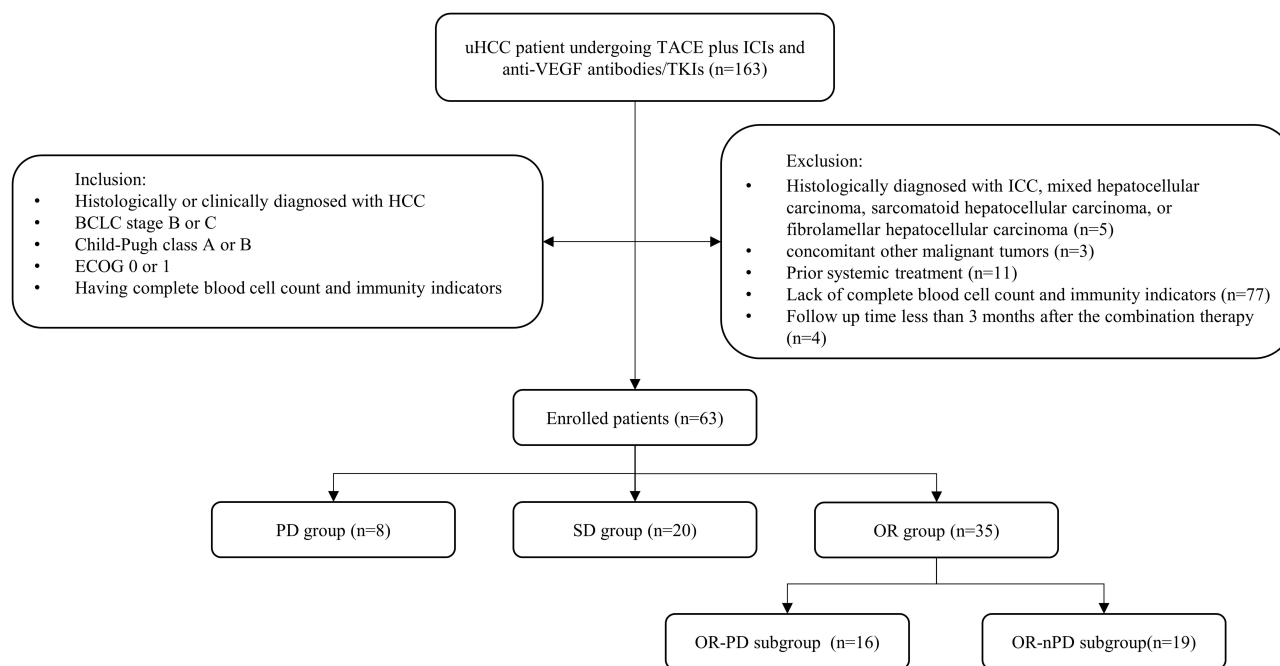 uHCC patient undergoing TACE plus ICIs and
anti-VEGF antibodies/TKIs (n=163)
Inclusion:
• Histologically or clinically diagnosed with HCC
• BCLC stage B or C
• Child-Pugh class A or B
• ECOG 0 or 1
• Having complete blood cell count and immunity indicators
Exclusion:
• Histologically diagnosed with ICC, mixed hepatocellular
carcinoma, sarcomatoid hepatocellular carcinoma, or
fibrolamellar hepatocellular carcinoma (n=5)
• concomitant other malignant tumors (n=3)
• Prior systemic treatment (n=11)
• Lack of complete blood cell count and immunity indicators (n=77)
• Follow up time less than 3 months after the combination therapy
(n=4)
Enrolled patients (n=63)
PD group (n=8)
SD group (n=20)
OR group (n=35)
OR-PD subgroup (n=16)
OR-nPD subgroup(n=19)